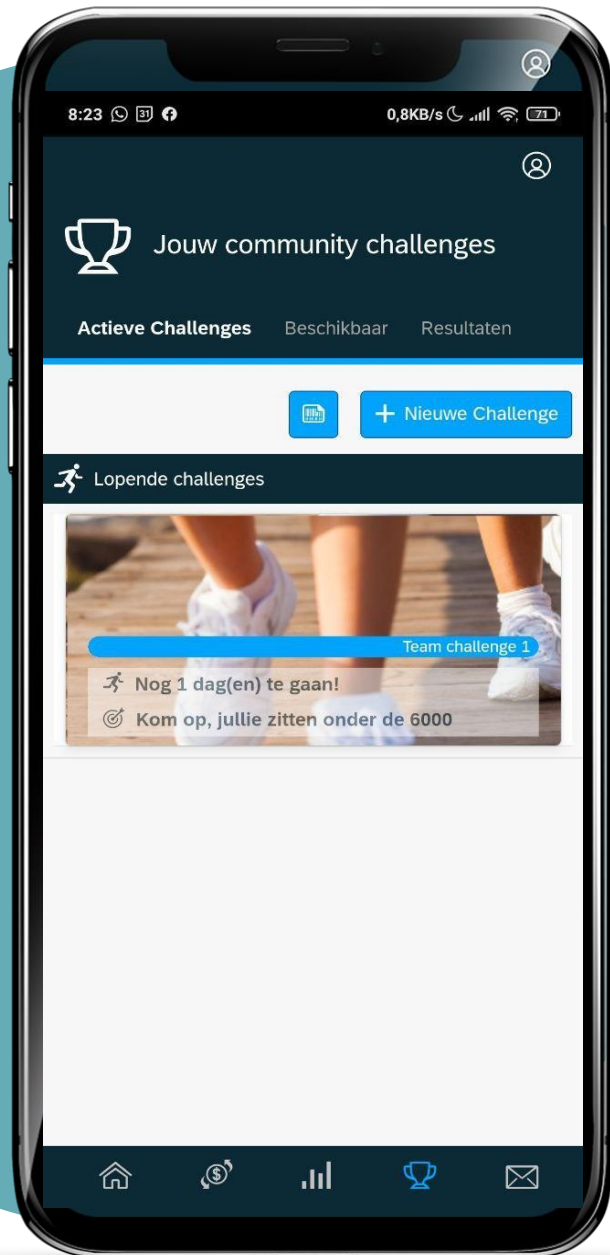 8:23 31 0,8KB/s 71
Jouw community challenges
Actieve Challenges Beschikbaar Resultaten
+ Nieuwe Challenge
Lopende challenges
Team challenge 1
Nog 1 dag(en) te gaan!
Kom op, jullie zitten onder de 6000